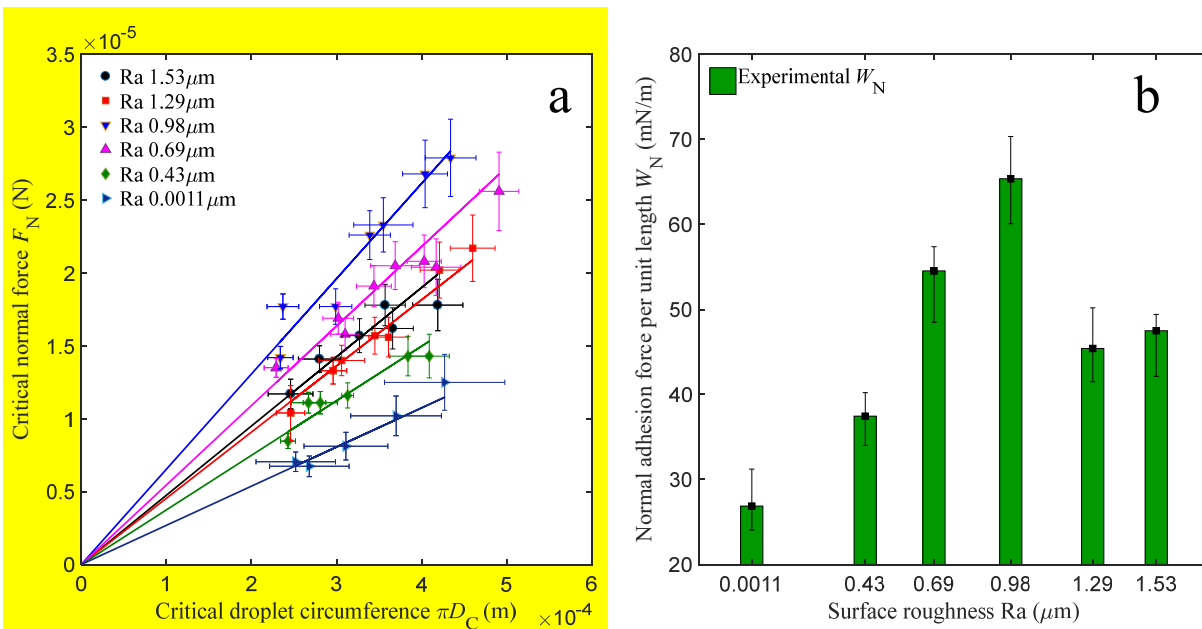 ×10⁻⁵
3.5
3
2.5
2
1.5
1
0.5
0
Critical normal force F_N (N)
Ra 1.53μm
Ra 1.29μm
Ra 0.98μm
Ra 0.69μm
Ra 0.43μm
Ra 0.0011μm
a
0 1 2 3 4 5 6
Critical droplet circumference πD_C (m)
×10⁻⁴
80
70
60
50
40
30
20
Normal adhesion force per unit length W_N (mN/m)
Experimental W_N
b
0.0011 0.43 0.69 0.98 1.29 1.53
Surface roughness Ra (μm)